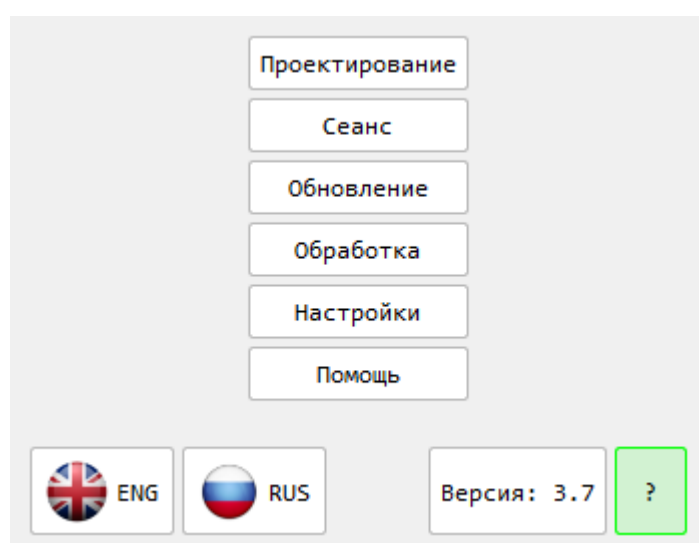 Проектирование
Сеанс
Обновление
Обработка
Настройки
Помощь
ENG RUS Версия: 3.7 ?